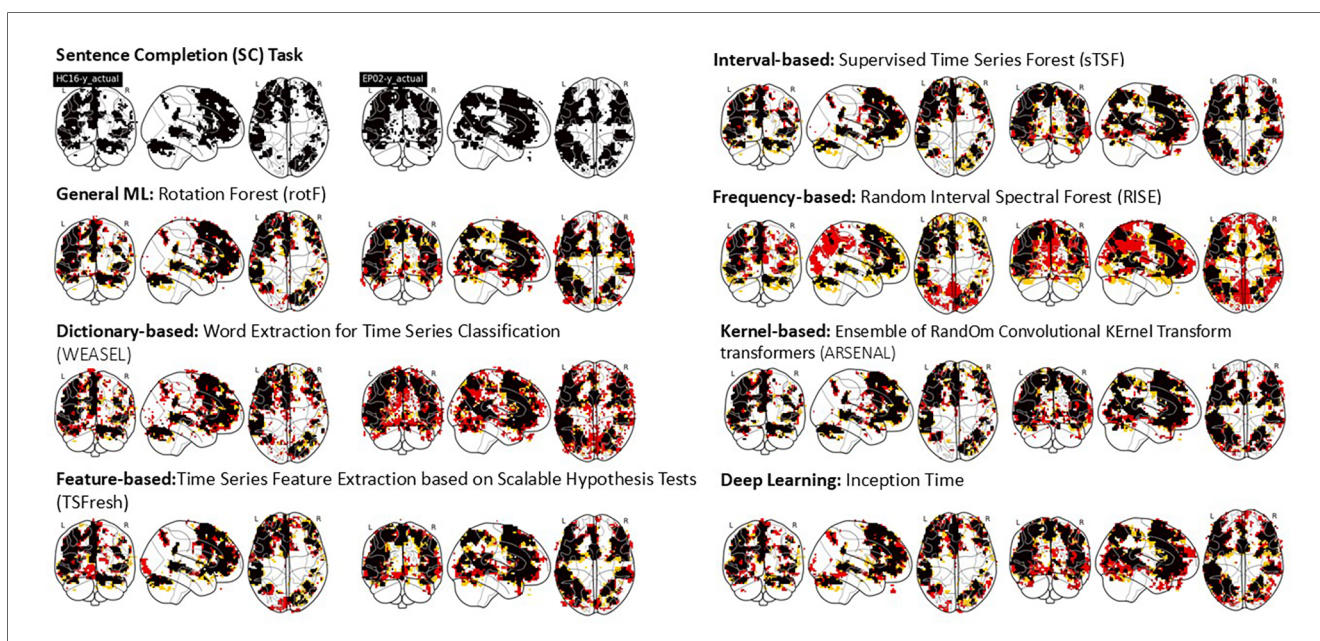 Sentence Completion (SC) Task
HC16-y_actual
L R
EP02-y_actual
L R
General ML: Rotation Forest (rotF)
L R
L R
Dictionary-based: Word Extraction for Time Series Classification
(WEASEL)
L R
L R
Feature-based:Time Series Feature Extraction based on Scalable Hypothesis Tests
(TSFresh)
L R
L R
Interval-based: Supervised Time Series Forest (sTSF)
L R
L R
Frequency-based: Random Interval Spectral Forest (RISE)
L R
L R
Kernel-based: Ensemble of RandOm Convolutional KErnel Transform
transformers (ARSENAL)
L R
L R
Deep Learning: Inception Time
L R
L R